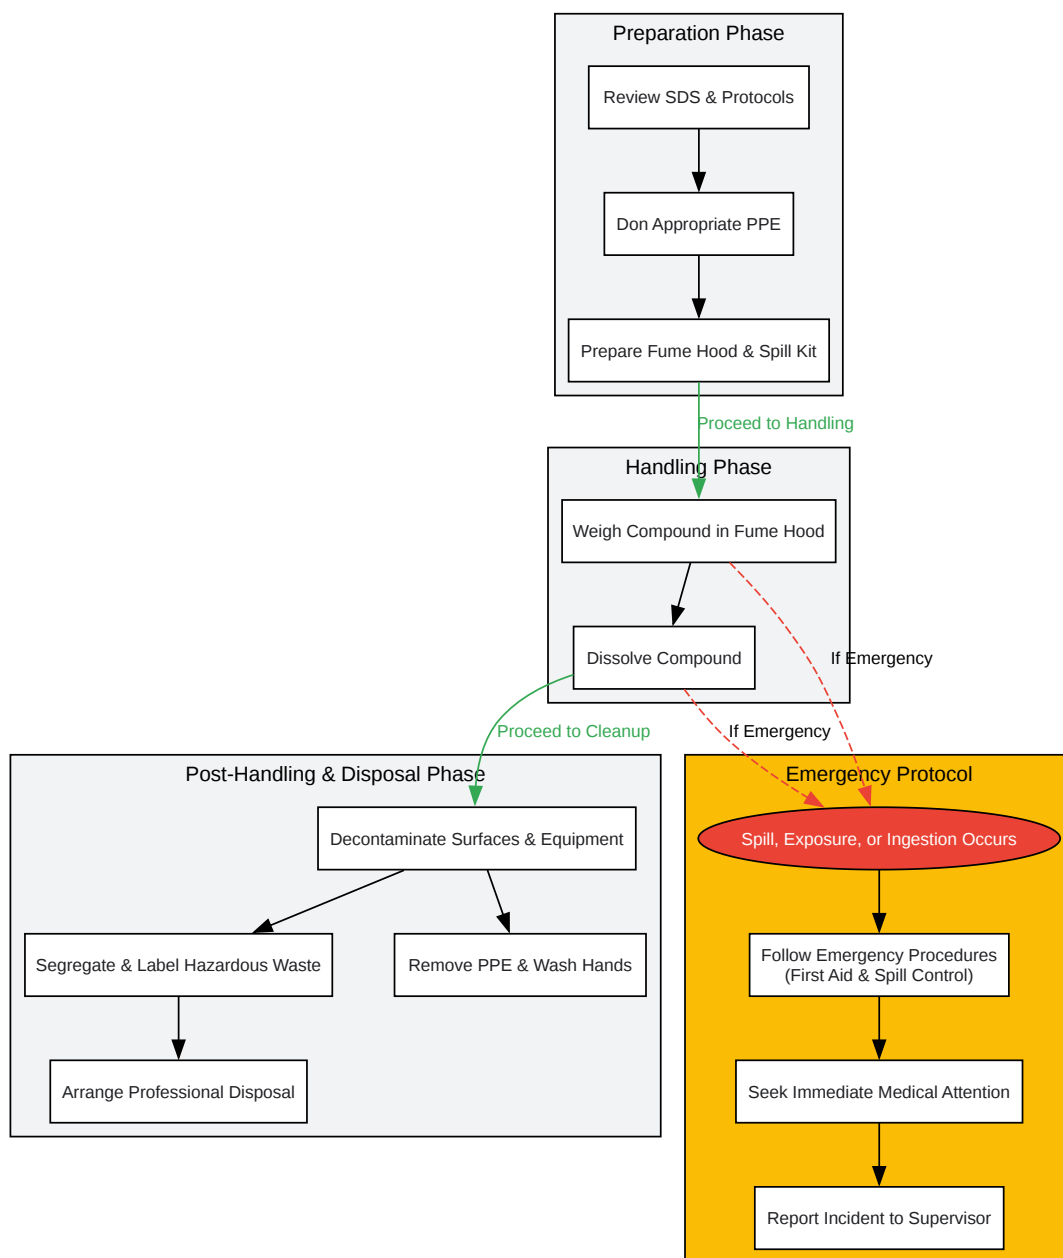 Preparation Phase
Review SDS & Protocols
Don Appropriate PPE
Prepare Fume Hood & Spill Kit
Proceed to Handling
Handling Phase
Weigh Compound in Fume Hood
Dissolve Compound
If Emergency
If Emergency
Proceed to Cleanup
Post-Handling & Disposal Phase
Decontaminate Surfaces & Equipment
Segregate & Label Hazardous Waste
Remove PPE & Wash Hands
Arrange Professional Disposal
Emergency Protocol
Spill, Exposure, or Ingestion Occurs
Follow Emergency Procedures
(First Aid & Spill Control)
Seek Immediate Medical Attention
Report Incident to Supervisor